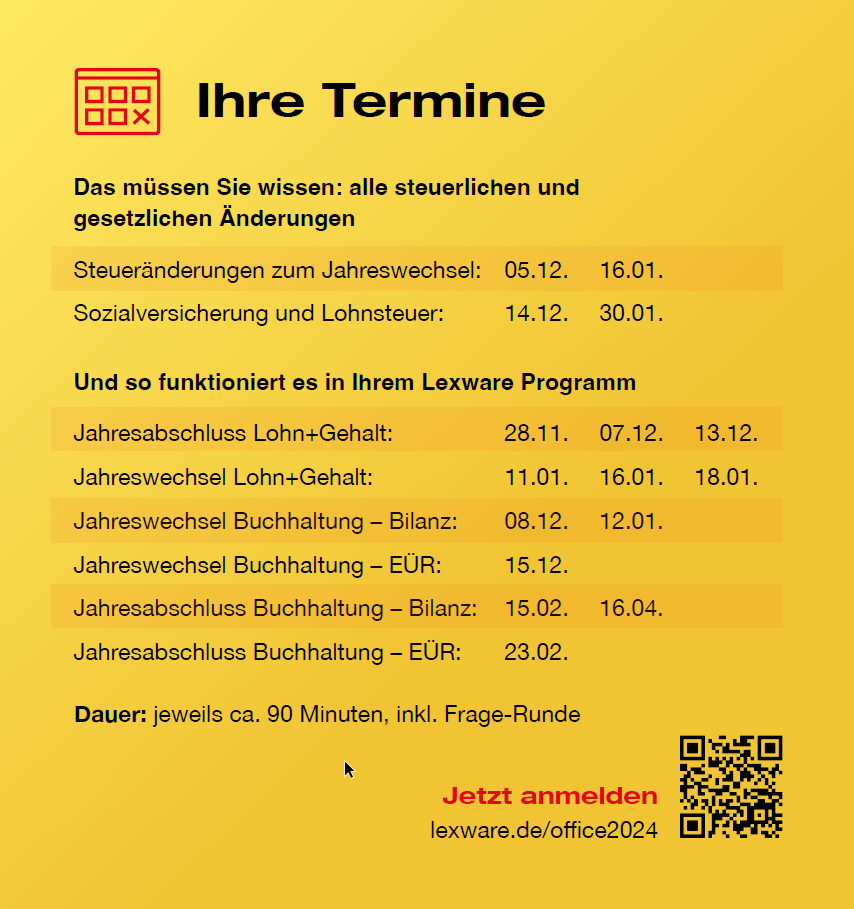 Ihre Termine
Das müssen Sie wissen: alle steuerlichen und
gesetzlichen Änderungen
Steueränderungen zum Jahreswechsel: 05.12. 16.01.
Sozialversicherung und Lohnsteuer: 14.12. 30.01.
Und so funktioniert es in Ihrem Lexware Programm
Jahresabschluss Lohn+Gehalt: 28.11. 07.12. 13.12.
Jahreswechsel Lohn+Gehalt: 11.01. 16.01. 18.01.
Jahreswechsel Buchhaltung – Bilanz: 08.12. 12.01.
Jahreswechsel Buchhaltung – EÜR: 15.12.
Jahresabschluss Buchhaltung – Bilanz: 15.02. 16.04.
Jahresabschluss Buchhaltung – EÜR: 23.02.
Dauer: jeweils ca. 90 Minuten, inkl. Frage-Runde
Jetzt anmelden
lexware.de/office2024